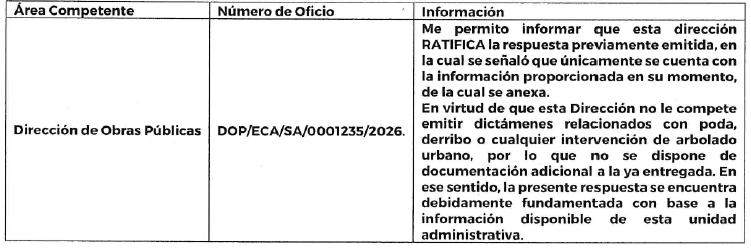 Área Competente
Número de Oficio
Información
Dirección de Obras Públicas
DOP/ECA/SA/0001235/2026.
Me permito informar que esta dirección
RATIFICA la respuesta previamente emitida, en
la cual se señaló que únicamente se cuenta con
la información proporcionada en su momento,
de la cual se anexa.
En virtud de que esta Dirección no le compete
emitir dictámenes relacionados con poda,
derribo o cualquier intervención de arbolado
urbano, por lo que no se dispone de
documentación adicional a la ya entregada. En
ese sentido, la presente respuesta se encuentra
debidamente fundamentada con base a la
información disponible de esta unidad
administrativa.